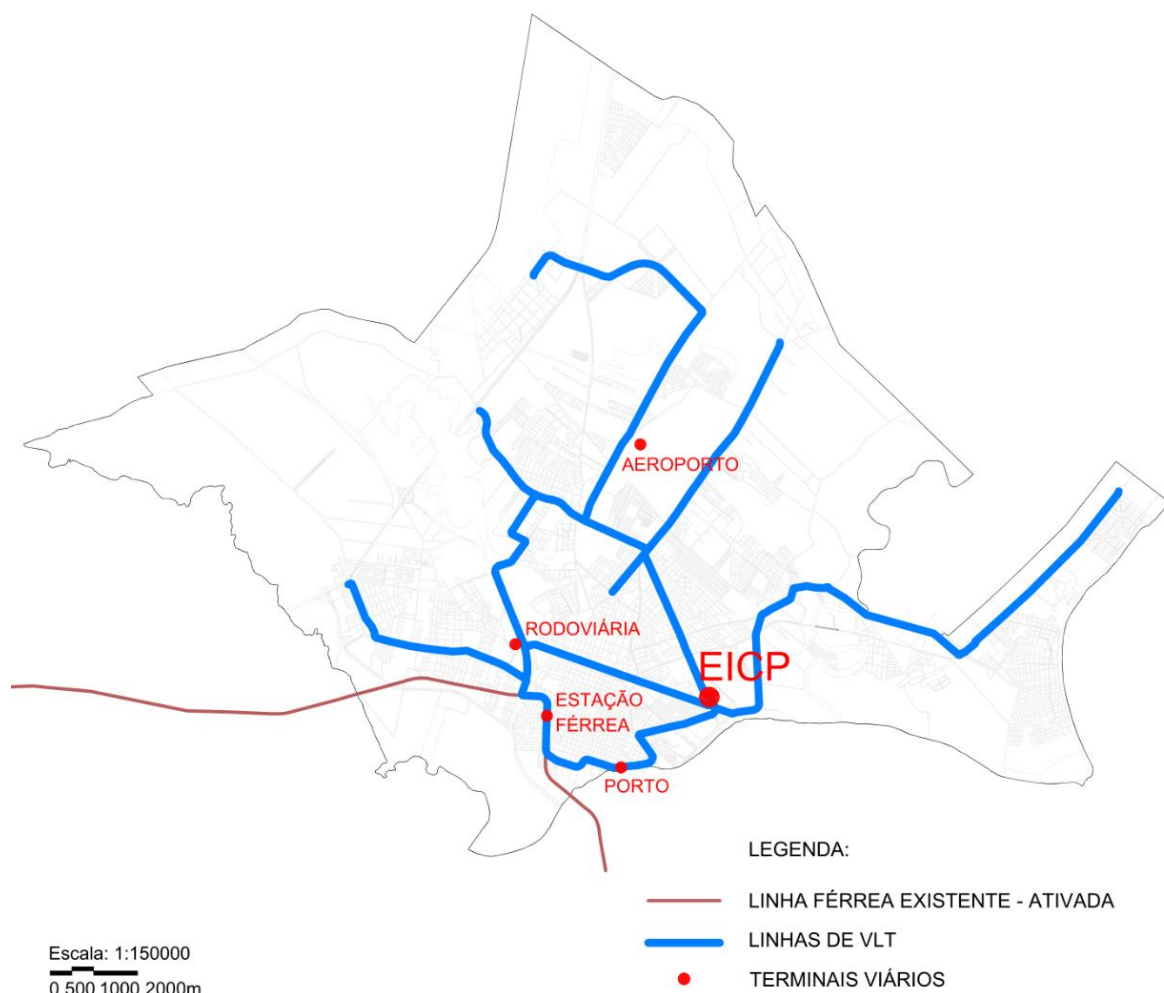 AEROPORTO
RODOVIÁRIA
EICP
ESTAÇÃO
FÉRREA
PORTO
LEGENDA:
LINHA FÉRREA EXISTENTE - ATIVADA
LINHAS DE VLT
TERMINAIS VIÁRIOS
Escala: 1:150000
0 500 1000 2000m